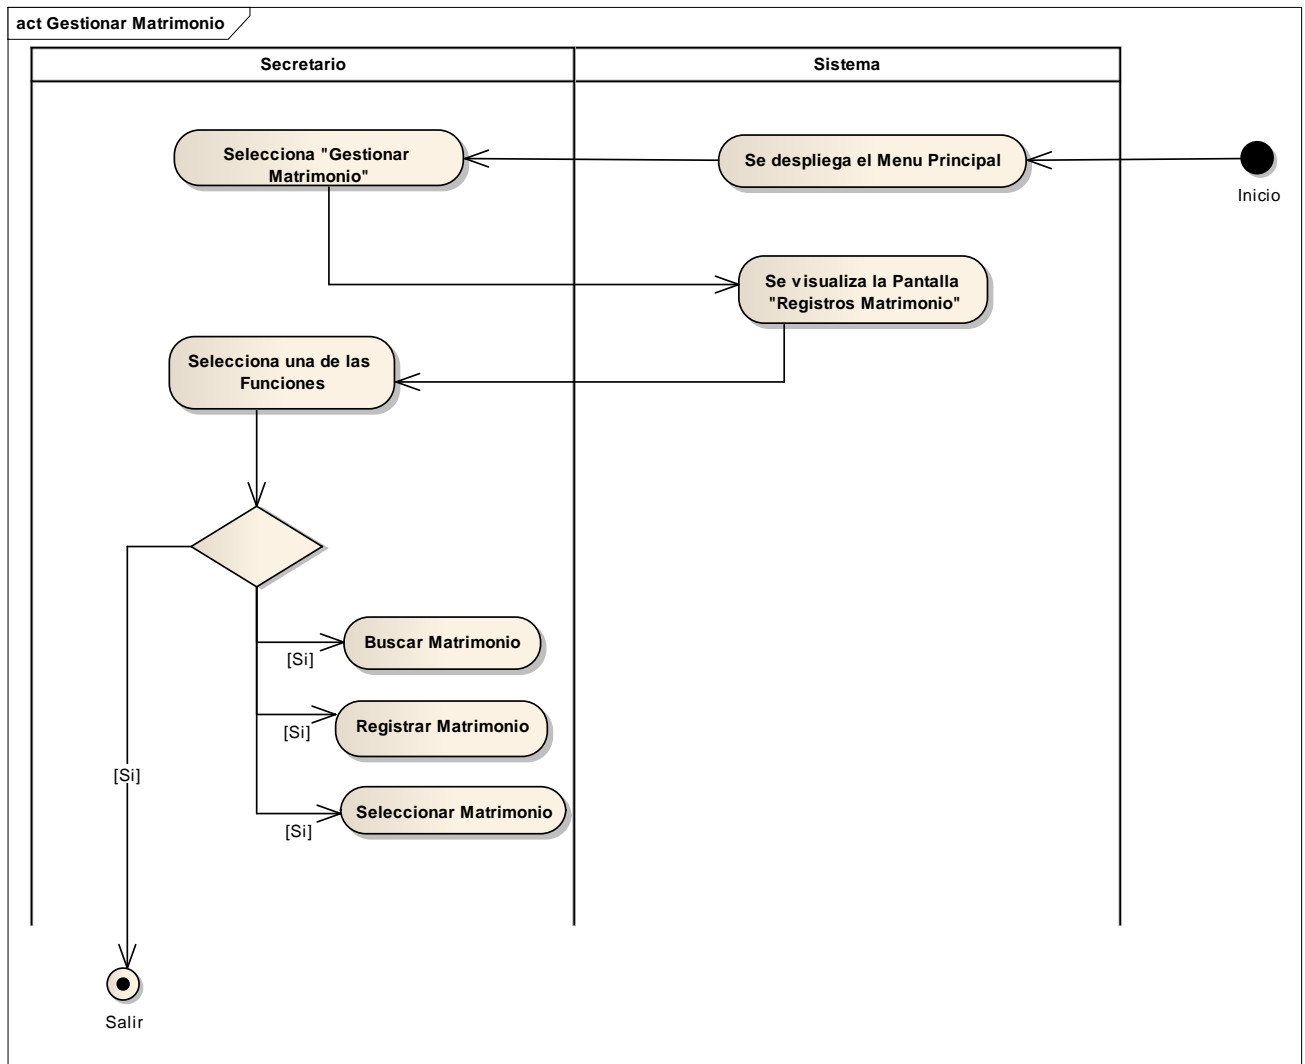 act Gestionar Matrimonio
Secretario
Sistema
Selecciona "Gestionar
Matrimonio"
Se despliega el Menu Principal
Inicio
Se visualiza la Pantalla
"Registros Matrimonio"
Selecciona una de las
Funciones
Buscar Matrimonio
[Si]
Registrar Matrimonio
[Si]
[Si]
Seleccionar Matrimonio
[Si]
Salir